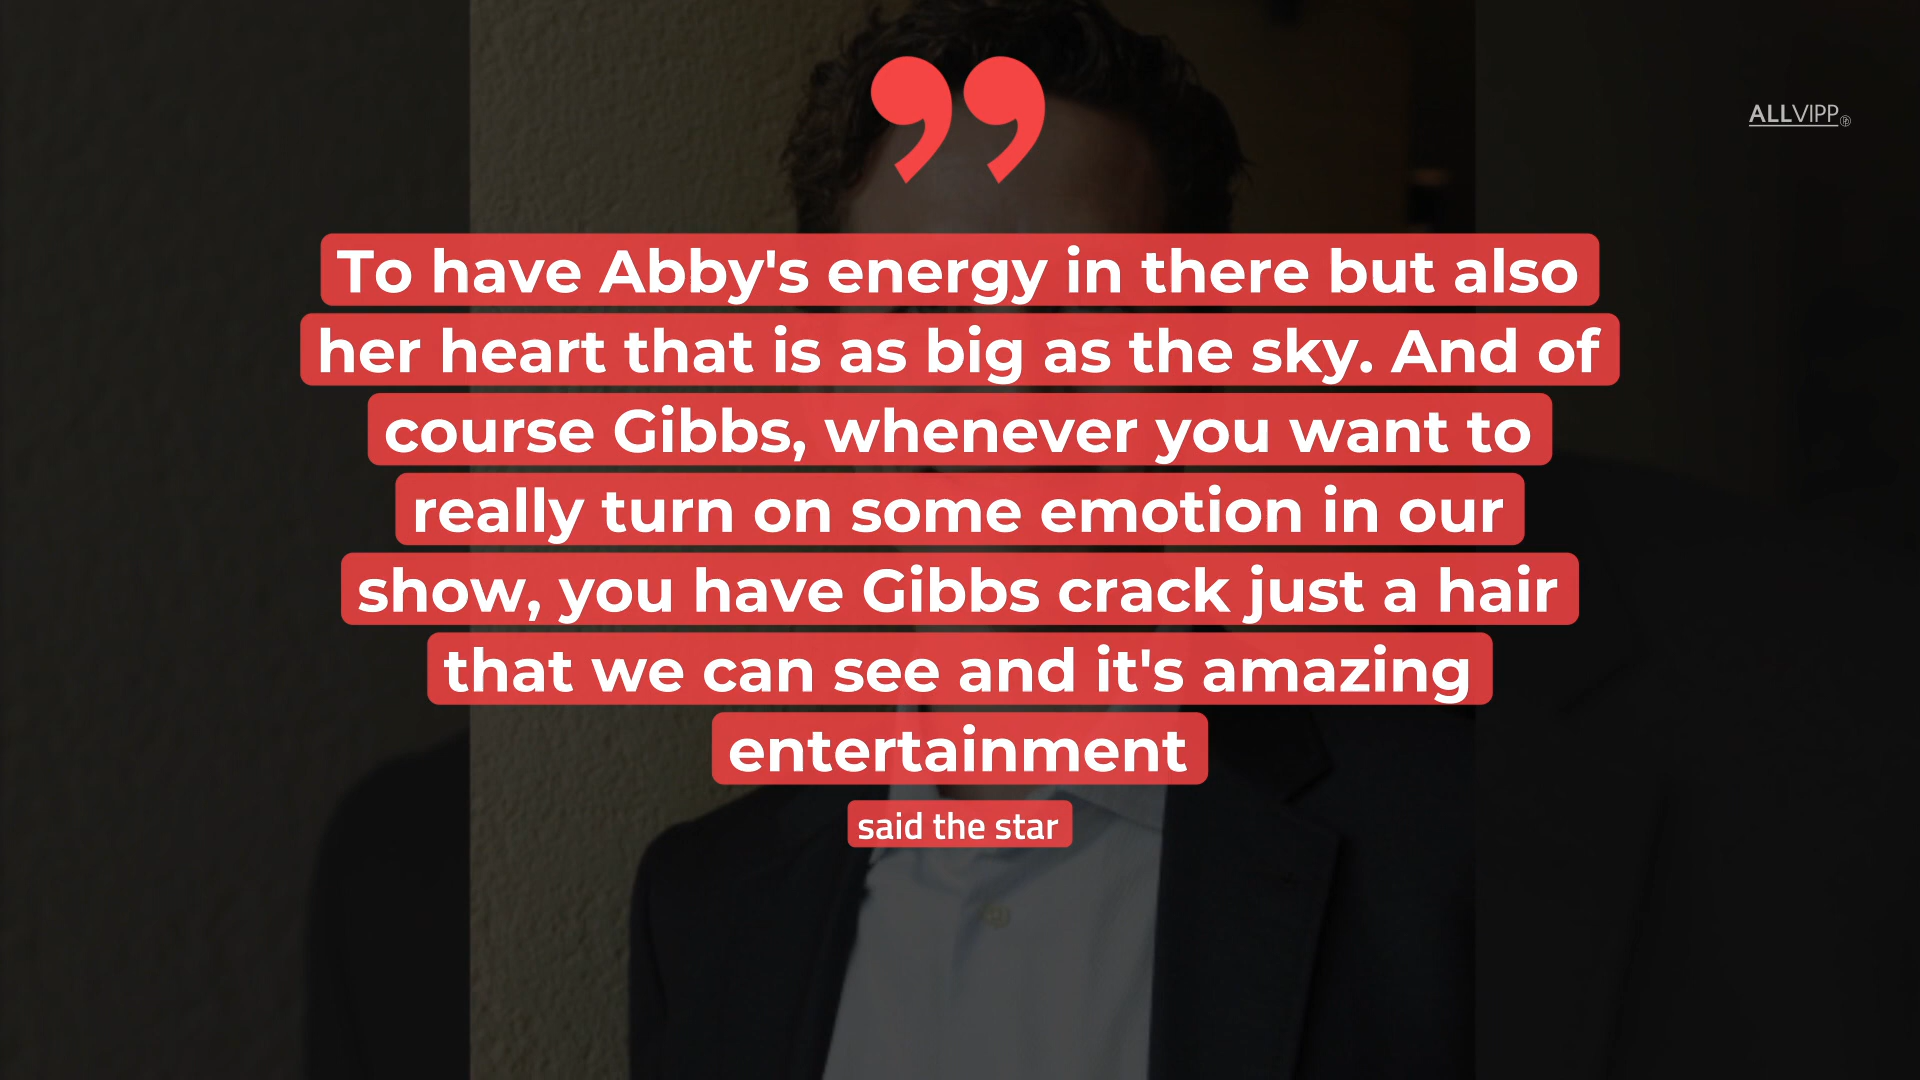 ALLVIPP
To have Abby's energy in there but also
her heart that is as big as the sky. And of
course Gibbs, whenever you want to
really turn on some emotion in our
show, you have Gibbs crack just a hair
that we can see and it's amazing
entertainment
said the star